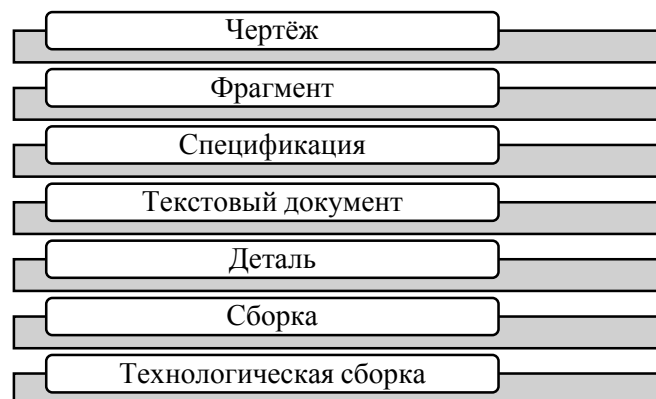 Чертёж
Фрагмент
Спецификация
Текстовый документ
Деталь
Сборка
Технологическая сборка